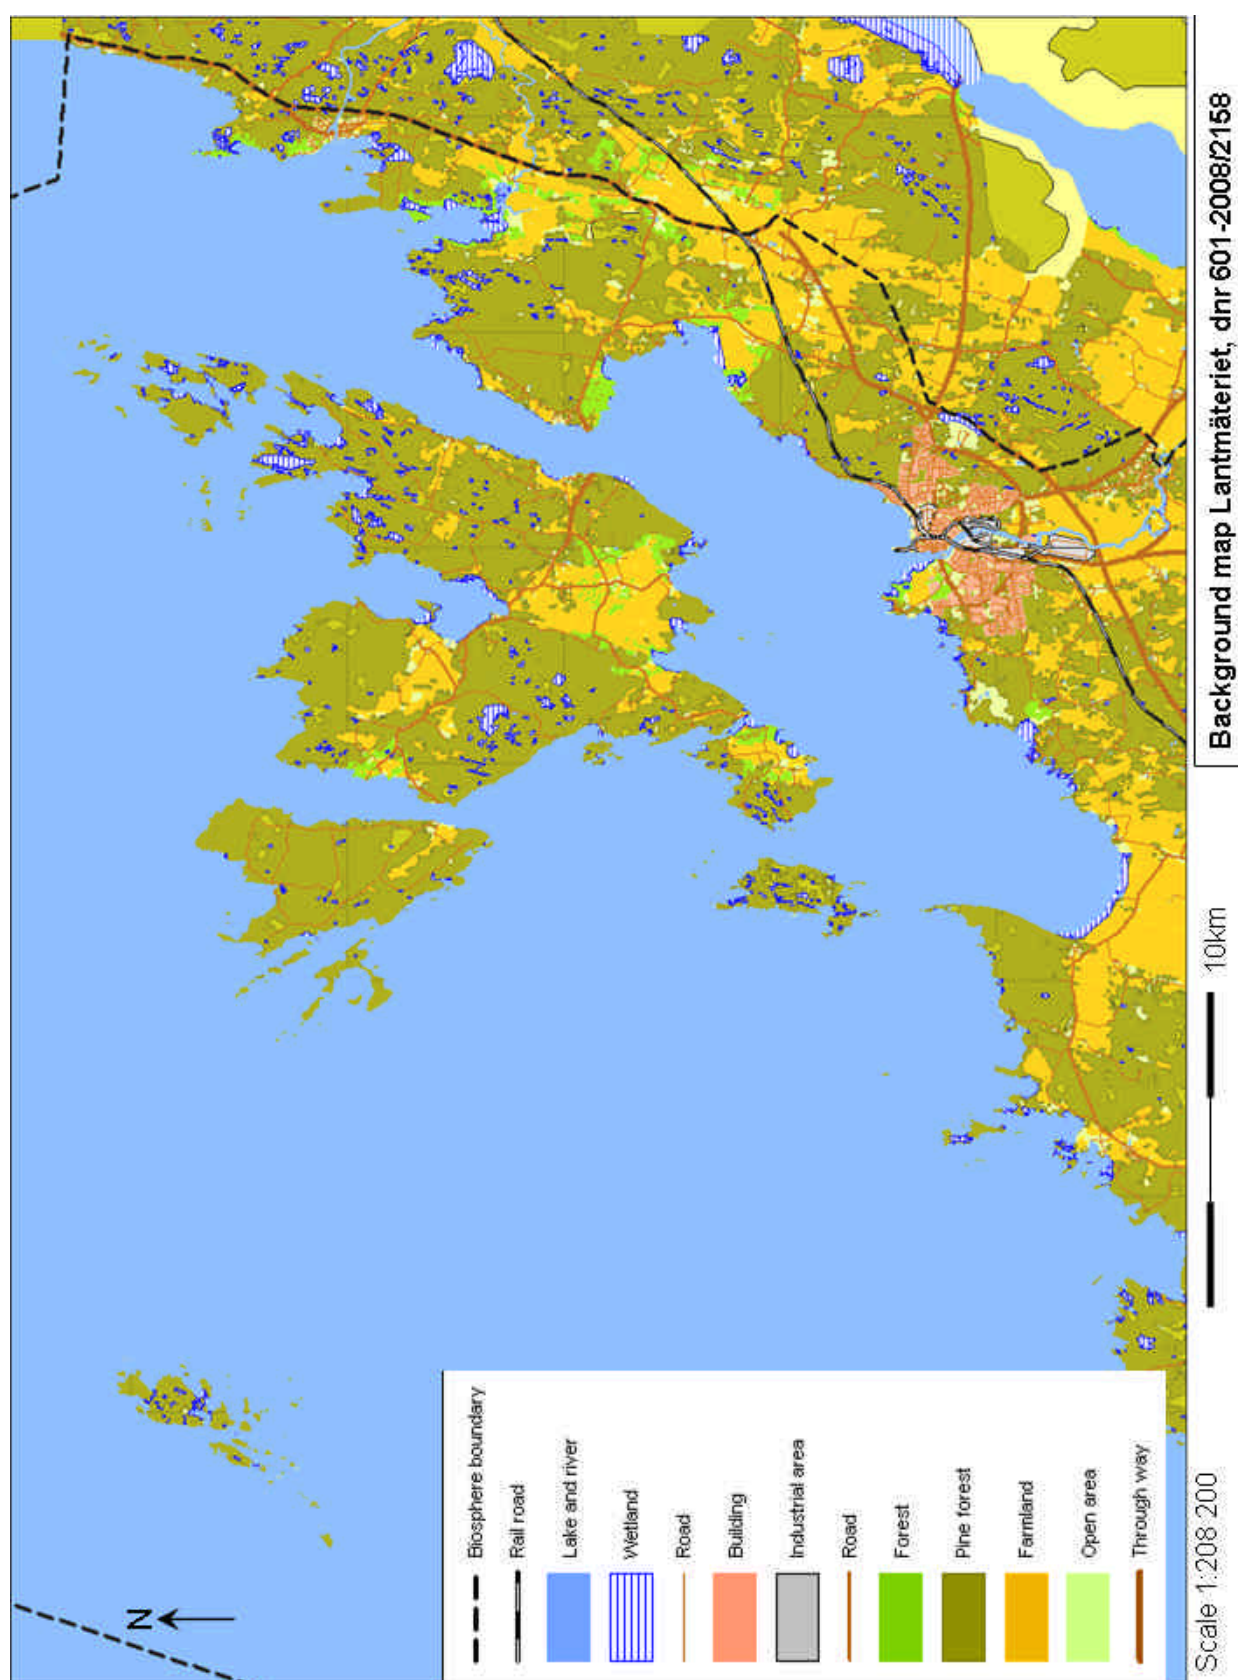 N
Biosphere boundary
Rail road
Lake and river
Wetland
Road
Building
Industrial area
Road
Forest
Pine forest
Farmland
Open area
Through way
Scale 1:208 200
10km
Background map Lantmäteriet, dnr 601-2008/2158